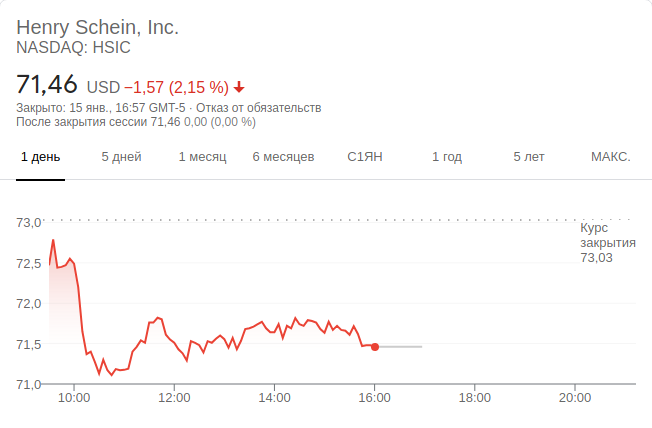 Henry Schein, Inc.
NASDAQ: HSIC
71,46 USD −1,57 (2,15 %)
Закрыто: 15 янв., 16:57 GMT-5 · Отказ от обязательств
После закрытия сессии 71,46 0,00 (0,00 %)
1 день 5 дней 1 месяц 6 месяцев С1ЯН 1 год 5 лет МАКС.
73,0
Курс
закрытия
73,03
72,5
72,0
71,5
71,0
10:00 12:00 14:00 16:00 18:00 20:00